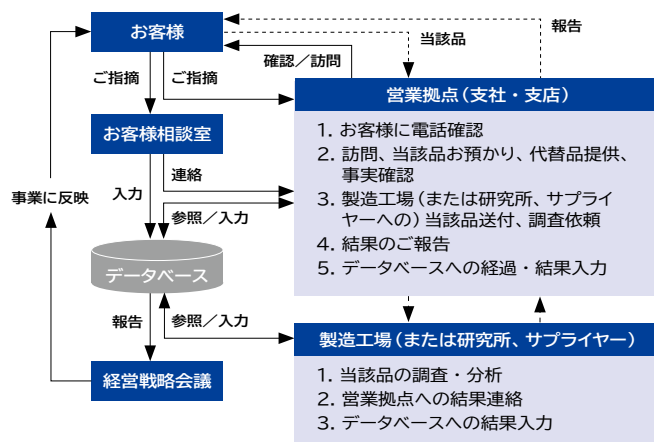 お客様
当該品
報告
確認／訪問
ご指摘
ご指摘
営業拠点（支社・支店）
1. お客様に電話確認
2. 訪問、当該品お預かり、代替品提供、
事実確認
3. 製造工場（または研究所、サプライ
ヤーへの）当該品送付、調査依頼
4. 結果のご報告
5. データベースへの経過・結果入力
お客様相談室
連絡
入力
事業に反映
参照／入力
データベース
報告
参照／入力
経営戦略会議
製造工場（または研究所、サプライヤー）
1. 当該品の調査・分析
2. 営業拠点への結果連絡
3. データベースへの結果入力